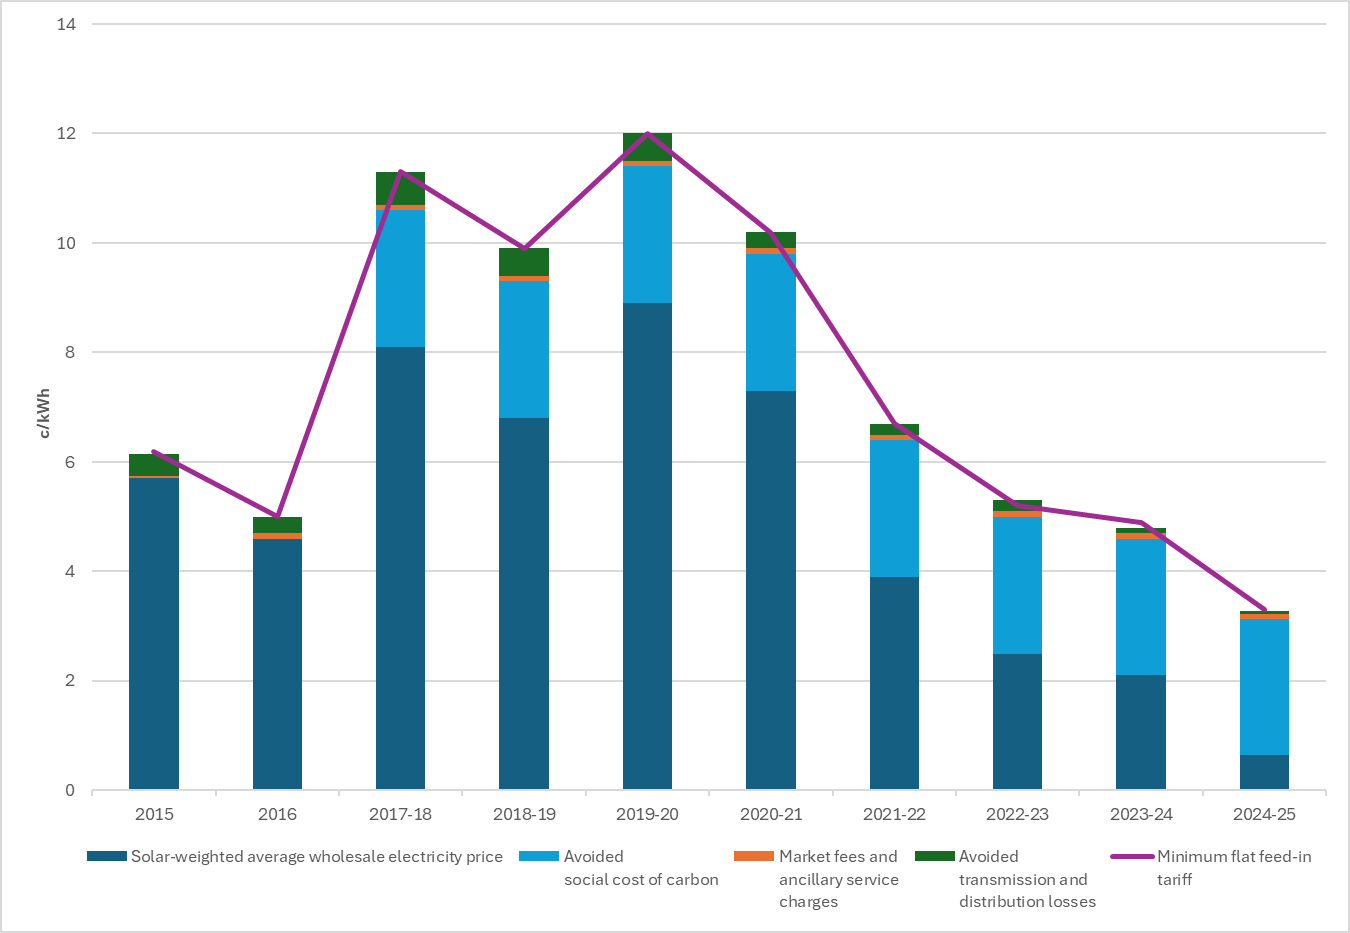 14
12
10
8
6
4
2
0
c/kWh
2015 2016 2017-18 2018-19 2019-20 2020-21 2021-22 2022-23 2023-24 2024-25
Solar-weighted average wholesale electricity price
Avoided
social cost of carbon
Market fees and
ancillary service
charges
Avoided
transmission and
distribution losses
Minimum flat feed-in
tariff